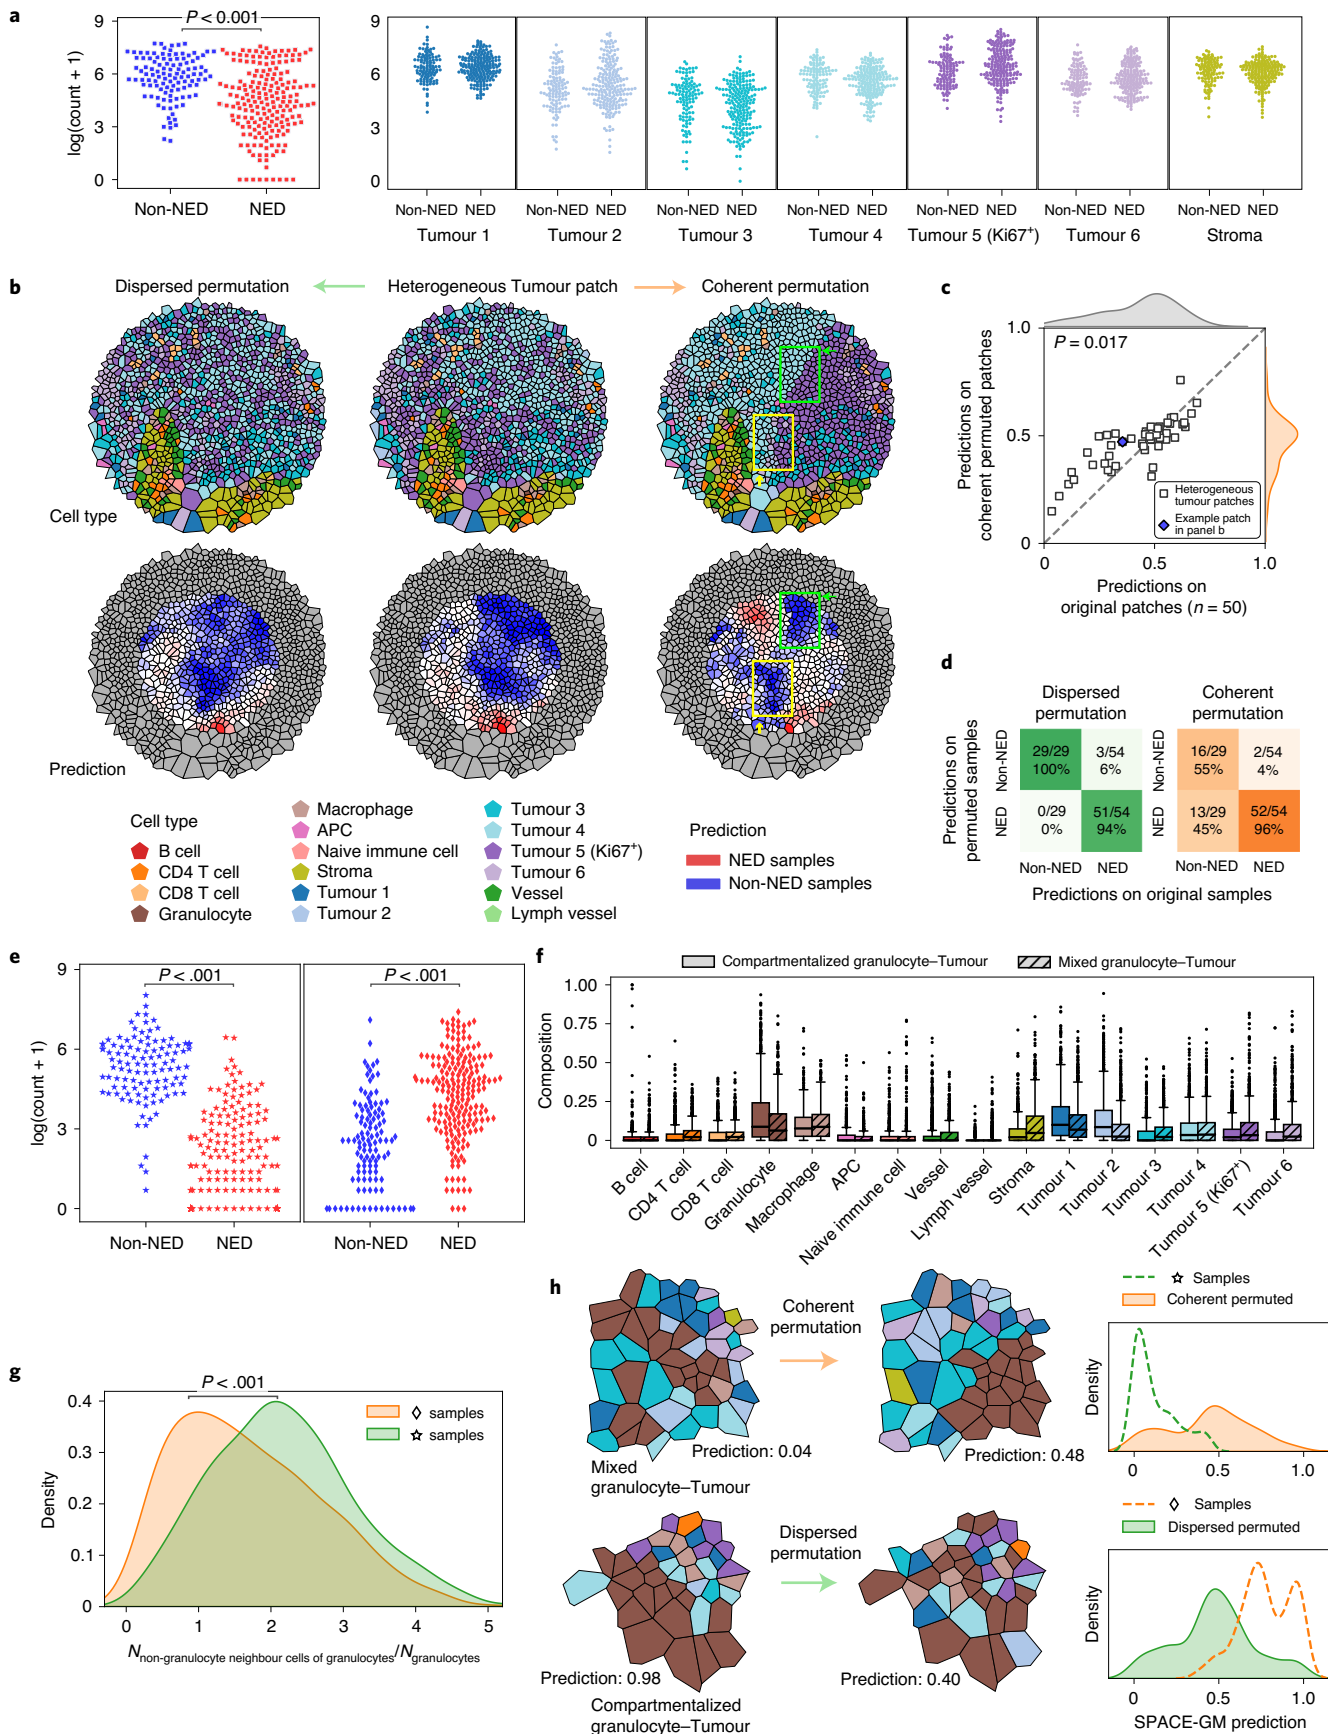 a
P < 0.001
log(count + 1)
9
6
3
0
Non-NED NED
9
6
3
0
Non-NED NED Non-NED NED Non-NED NED Non-NED NED Non-NED NED Non-NED NED Non-NED NED
Tumour 1 Tumour 2 Tumour 3 Tumour 4 Tumour 5 (Ki67+) Tumour 6 Stroma
b
Dispersed permutation Heterogeneous Tumour patch Coherent permutation
Cell type
Prediction
Cell type
B cell
CD4 T cell
CD8 T cell
Granulocyte
Macrophage
APC
Naive immune cell
Stroma
Tumour 1
Tumour 2
Tumour 3
Tumour 4
Tumour 5 (Ki67+)
Tumour 6
Vessel
Lymph vessel
Prediction
NED samples
Non-NED samples
c
P = 0.017
Predictions on
coherent permuted patches
1.0
0.5
0
Heterogeneous
tumour patches
Example patch
in panel b
0 0.5 1.0
Predictions on
original patches (n = 50)
d
Dispersed
permutation
Coherent
permutation
Predictions on
permuted samples
Non-NED
NED
29/29
100%
3/54
6%
0/29
0%
51/54
94%
Non-NED
NED
16/29
55%
2/54
4%
13/29
45%
52/54
96%
Non-NED NED Non-NED NED
Predictions on original samples
e
P < .001
P < .001
log(count + 1)
9
6
3
0
Non-NED NED Non-NED NED
f
Compartmentalized granulocyte–Tumour
Mixed granulocyte–Tumour
Composition
1.00
0.75
0.50
0.25
0
B cell
CD4 T cell
CD8 T cell
Granulocyte
Macrophage
APC
Naive immune cell
Vessel
Lymph vessel
Stroma
Tumour 1
Tumour 2
Tumour 3
Tumour 4
Tumour 5 (Ki67+)
Tumour 6
g
P < .001
samples
samples
Density
0.4
0.3
0.2
0.1
0
0 1 2 3 4 5
Nnon-granulocyte neighbour cells of granulocytes/Ngranulocytes
h
Coherent
permutation
Prediction: 0.04
Prediction: 0.48
Mixed
granulocyte–Tumour
Dispersed
permutation
Prediction: 0.98
Prediction: 0.40
Compartmentalized
granulocyte–Tumour
Samples
Coherent permuted
Density
0 0.5 1.0
Samples
Dispersed permuted
Density
0 0.5 1.0
SPACE-GM prediction